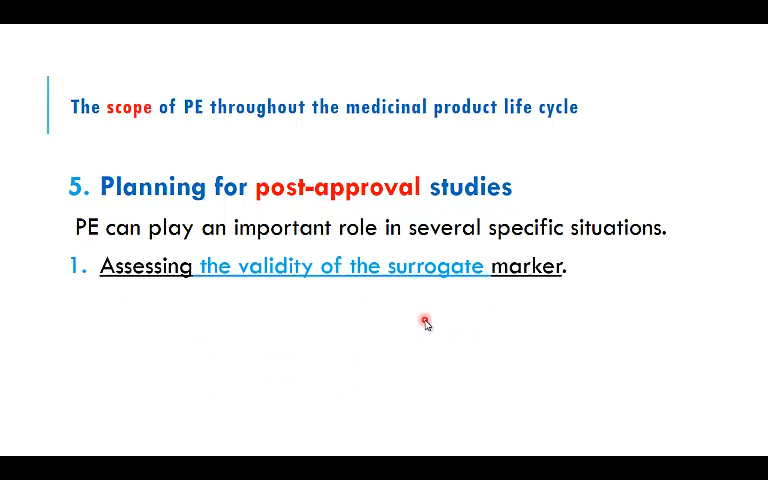 The scope of PE throughout the medicinal product life cycle
5. Planning for post-approval studies
PE can play an important role in several specific situations.
1. Assessing the validity of the surrogate marker.